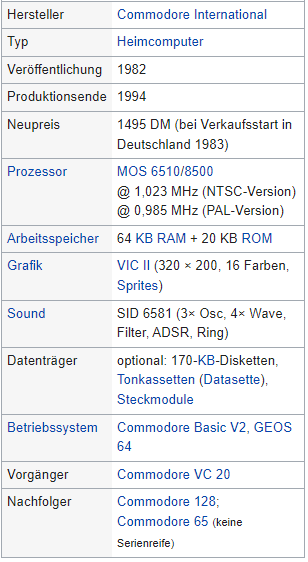 Hersteller Commodore International
Typ Heimcomputer
Veröffentlichung 1982
Produktionsende 1994
Neupreis 1495 DM (bei Verkaufsstart in
Deutschland 1983)
Prozessor MOS 6510/8500
@ 1,023 MHz (NTSC-Version)
@ 0,985 MHz (PAL-Version)
Arbeitsspeicher 64 KB RAM + 20 KB ROM
Grafik VIC II (320 × 200, 16 Farben,
Sprites)
Sound SID 6581 (3× Osc, 4× Wave,
Filter, ADSR, Ring)
Datenträger optional: 170-KB-Disketten,
Tonkassetten (Datasette),
Steckmodule
Betriebssystem Commodore Basic V2, GEOS
64
Vorgänger Commodore VC 20
Nachfolger Commodore 128;
Commodore 65 (keine
Serienreife)